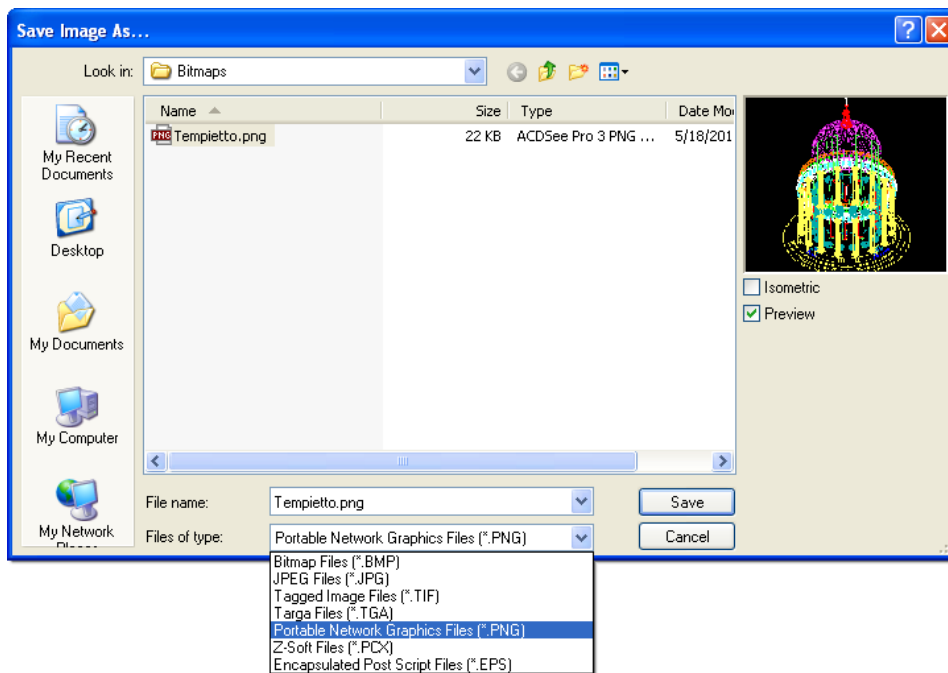 Save Image As...
Look in: Bitmaps
Name Size Type Date Mo
Tempietto.png 22 KB ACDSee Pro 3 PNG ... 5/18/201
My Recent
Documents
Desktop
My Documents
My Computer
My Network
Isometric
Preview
File name: Tempietto.png Save
Files of type: Portable Network Graphics Files (*.PNG) Cancel
Bitmap Files (*.BMP)
JPEG Files (*.JPG)
Tagged Image Files (*.TIF)
Targa Files (*.TGA)
Portable Network Graphics Files (*.PNG)
Z-Soft Files (*.PCX)
Encapsulated Post Script Files (*.EPS)